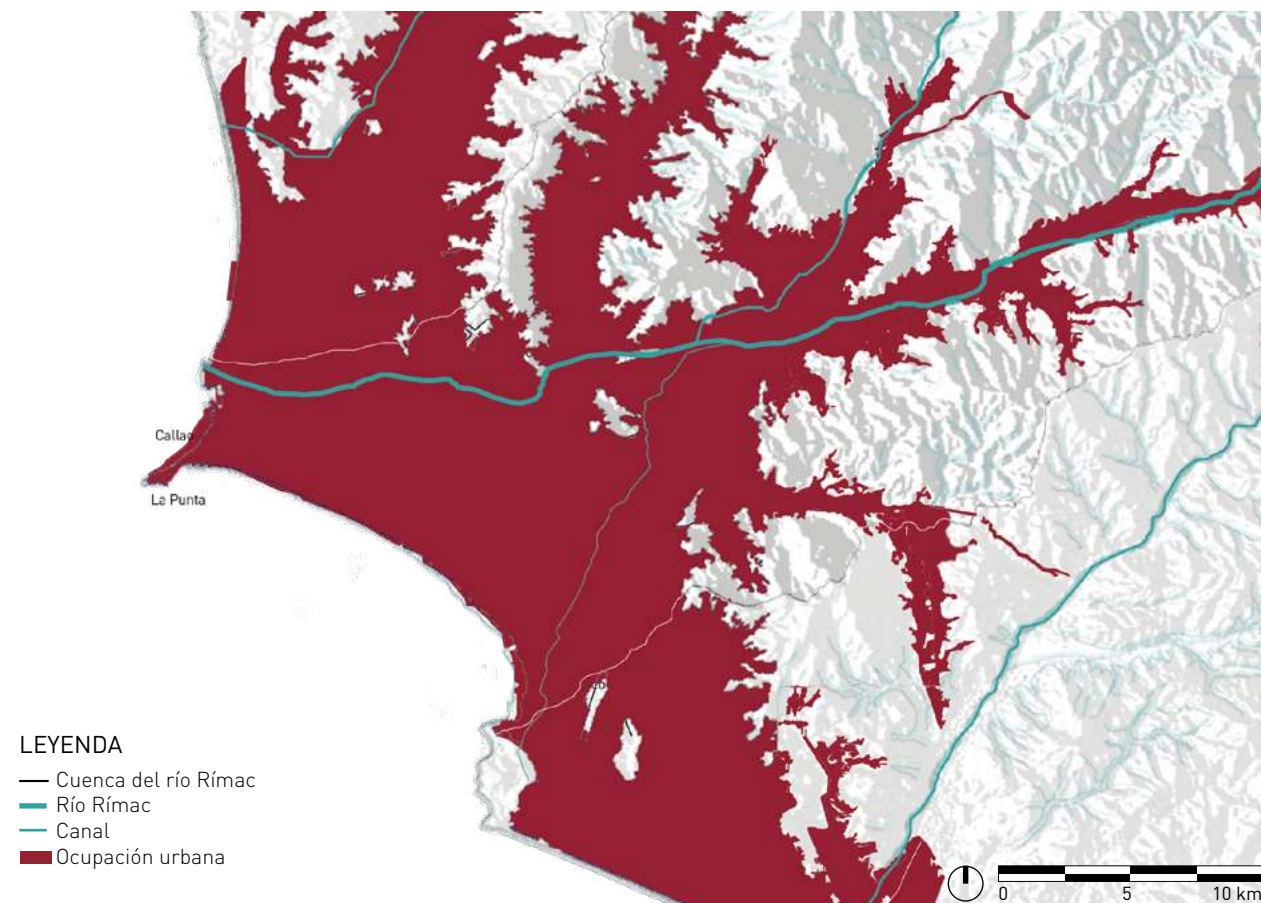 Callao
La Punta
LEYENDA
Cuenca del río Rímac
Río Rímac
Canal
Ocupación urbana
0 5 10 km